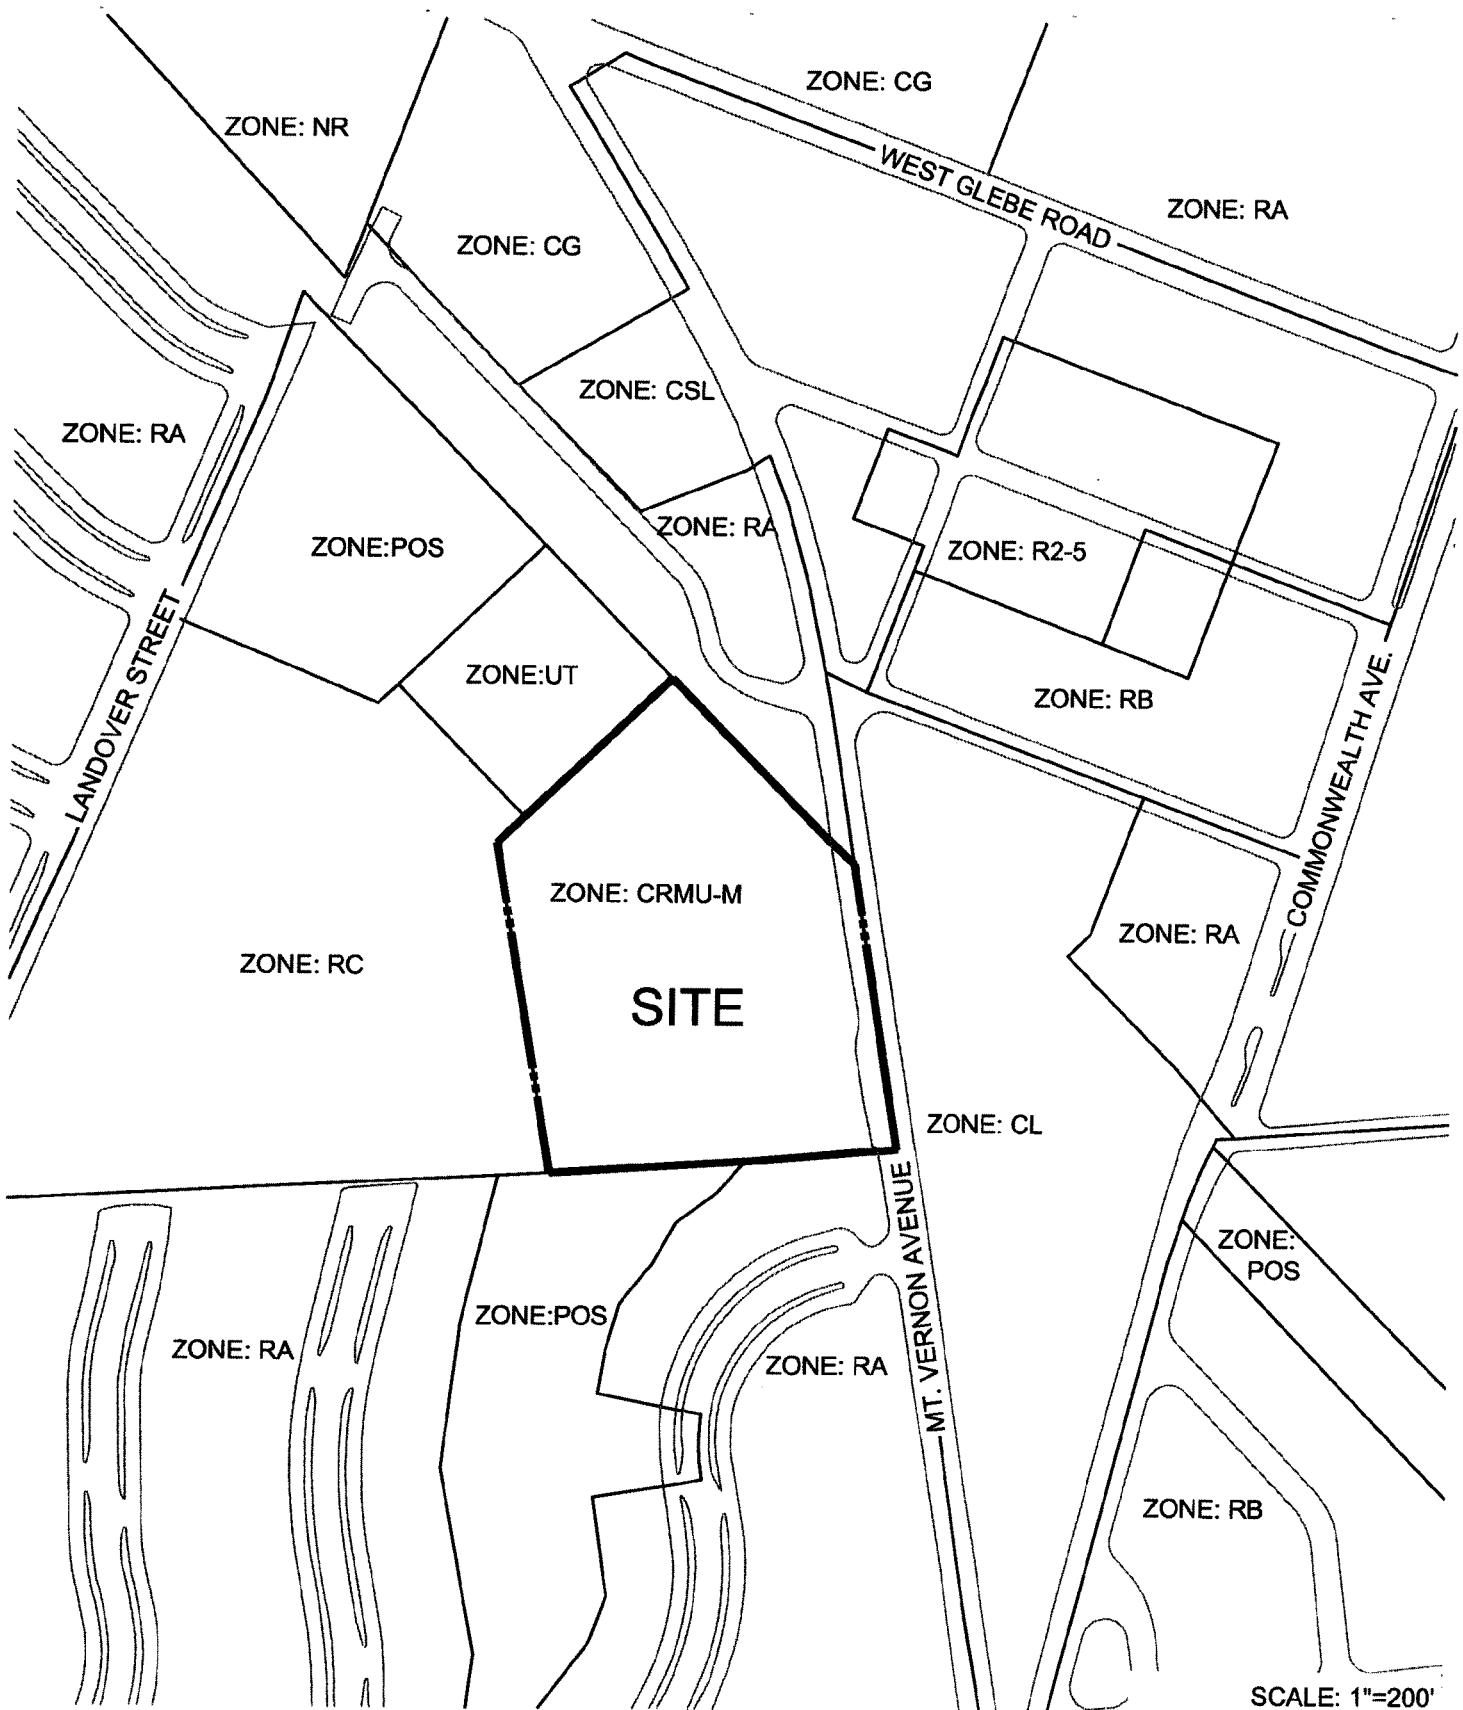 ZONE: CG
ZONE: NR
WEST GLEBE ROAD
ZONE: RA
ZONE: CG
ZONE: CSL
ZONE: RA
ZONE: RA
ZONE:POS
ZONE: R2-5
LANDOVER STREET
ZONE:UT
ZONE: RB
COMMONWEALTH AVE.
ZONE: CRMU-M
ZONE: RA
ZONE: RC
SITE
ZONE: CL
MT. VERNON AVENUE
ZONE:
POS
ZONE:POS
ZONE: RA
ZONE: RA
ZONE: RB
SCALE: 1"=200'